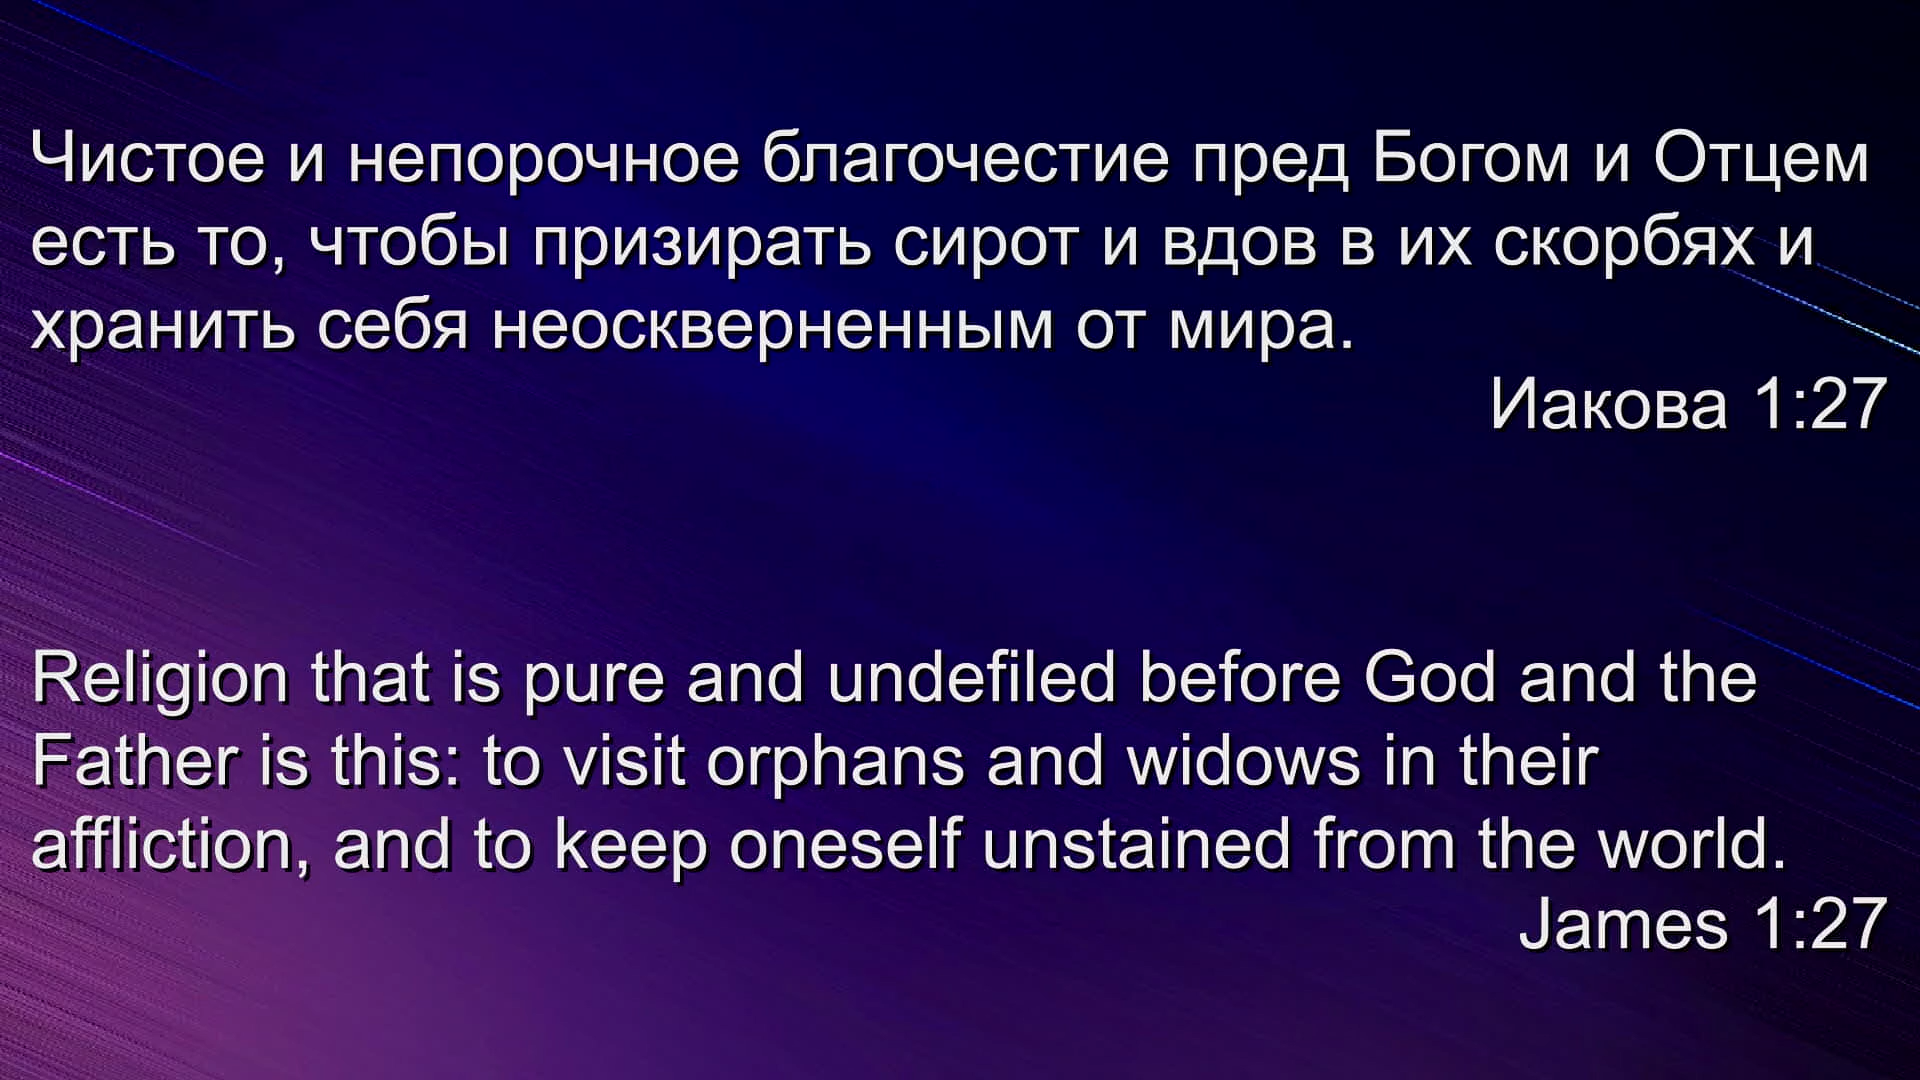 Чистое и непорочное благочестие пред Богом и Отцем
есть то, чтобы призирать сирот и вдов в их скорбях и
хранить себя неоскверненным от мира.
Иакова 1:27
Religion that is pure and undefiled before God and the
Father is this: to visit orphans and widows in their
affliction, and to keep oneself unstained from the world.
James 1:27